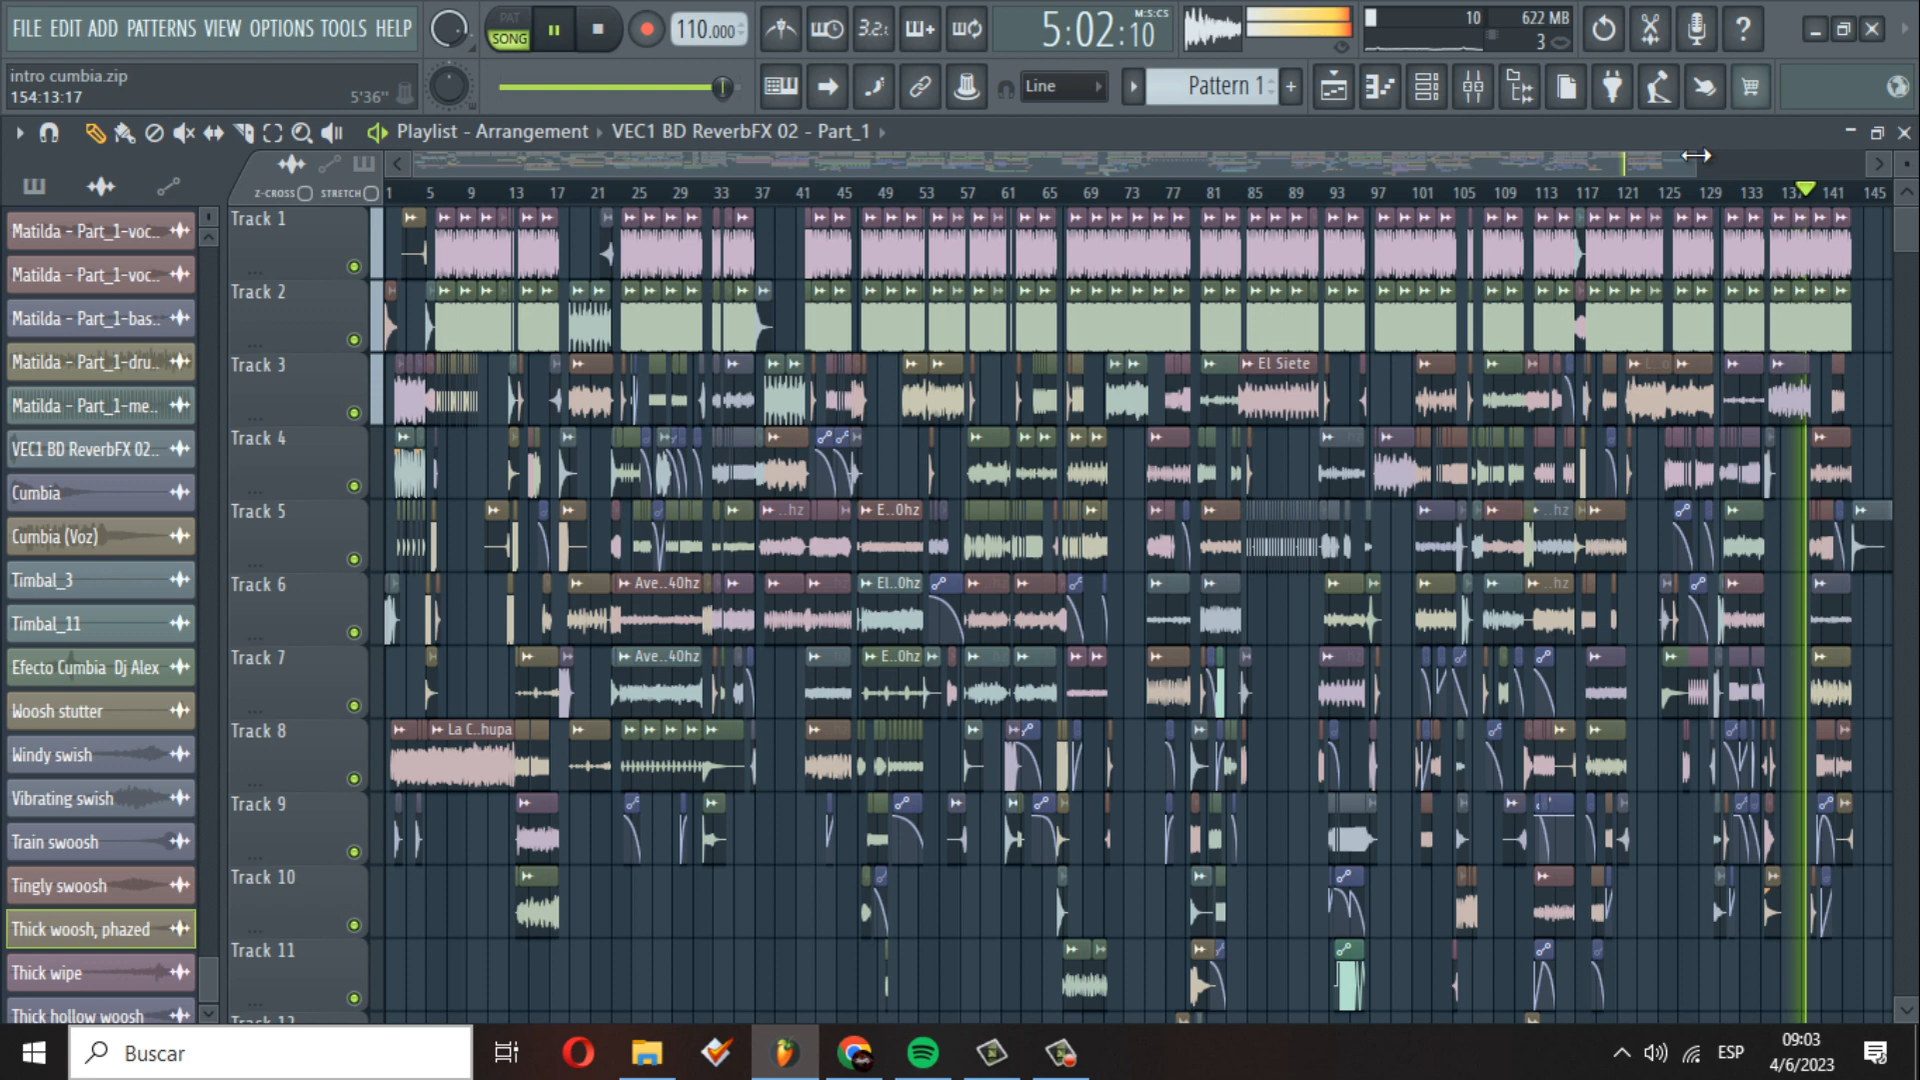 FILE EDIT ADD PATTERNS VIEW OPTIONS TOOLS HELP
PAT
SONG
110.000
3.2.:
5:02:10
M:S:CS
10
622 MB
3
intro cumbia.zip
154:13:17
5'36"
Line
Pattern 1
Playlist - Arrangement
VEC1 BD ReverbFX 02 - Part_1
Z-CROSS
STRETCH
1 5 9 13 17 21 25 29 33 37 41 45 49 53 57 61 65 69 73 77 81 85 89 93 97 101 105 109 113 117 121 125 129 133 137 141 145
Matilda - Part_1-voc..
Matilda - Part_1-voc..
Matilda - Part_1-bas..
Matilda - Part_1-dru..
Matilda - Part_1-me..
VEC1 BD ReverbFX 02..
Cumbia
Cumbia (Voz)
Timbal_3
Timbal_11
Efecto Cumbia Dj Alex
Woosh stutter
Windy swish
Vibrating swish
Train swoosh
Tingly swoosh
Thick woosh, phazed
Thick wipe
Thick hollow woosh
Track 1
Track 2
Track 3
El Siete
Track 4
Track 5
..hz
E..0hz
..hz
Track 6
Ave..40hz
El..0hz
..hz
Track 7
Ave..40hz
E..0hz
Track 8
La C..hupa
Track 9
Track 10
Track 11
Track 12
Buscar
ESP
09:03
4/6/2023